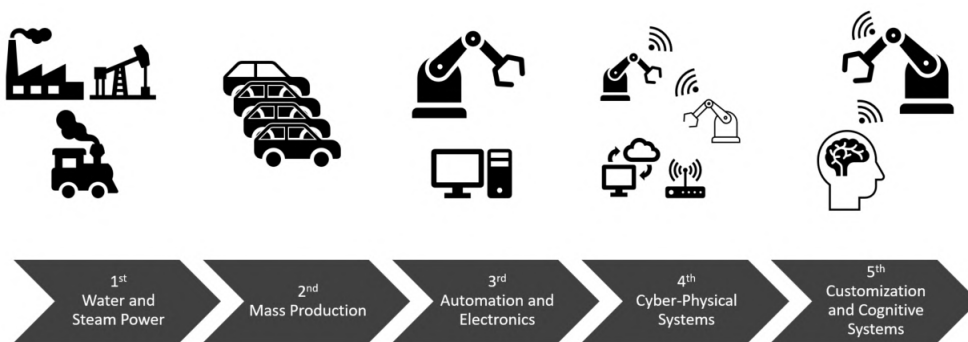 1st
Water and
Steam Power
2nd
Mass Production
3rd
Automation and
Electronics
4th
Cyber-Physical
Systems
5th
Customization
and Cognitive
Systems